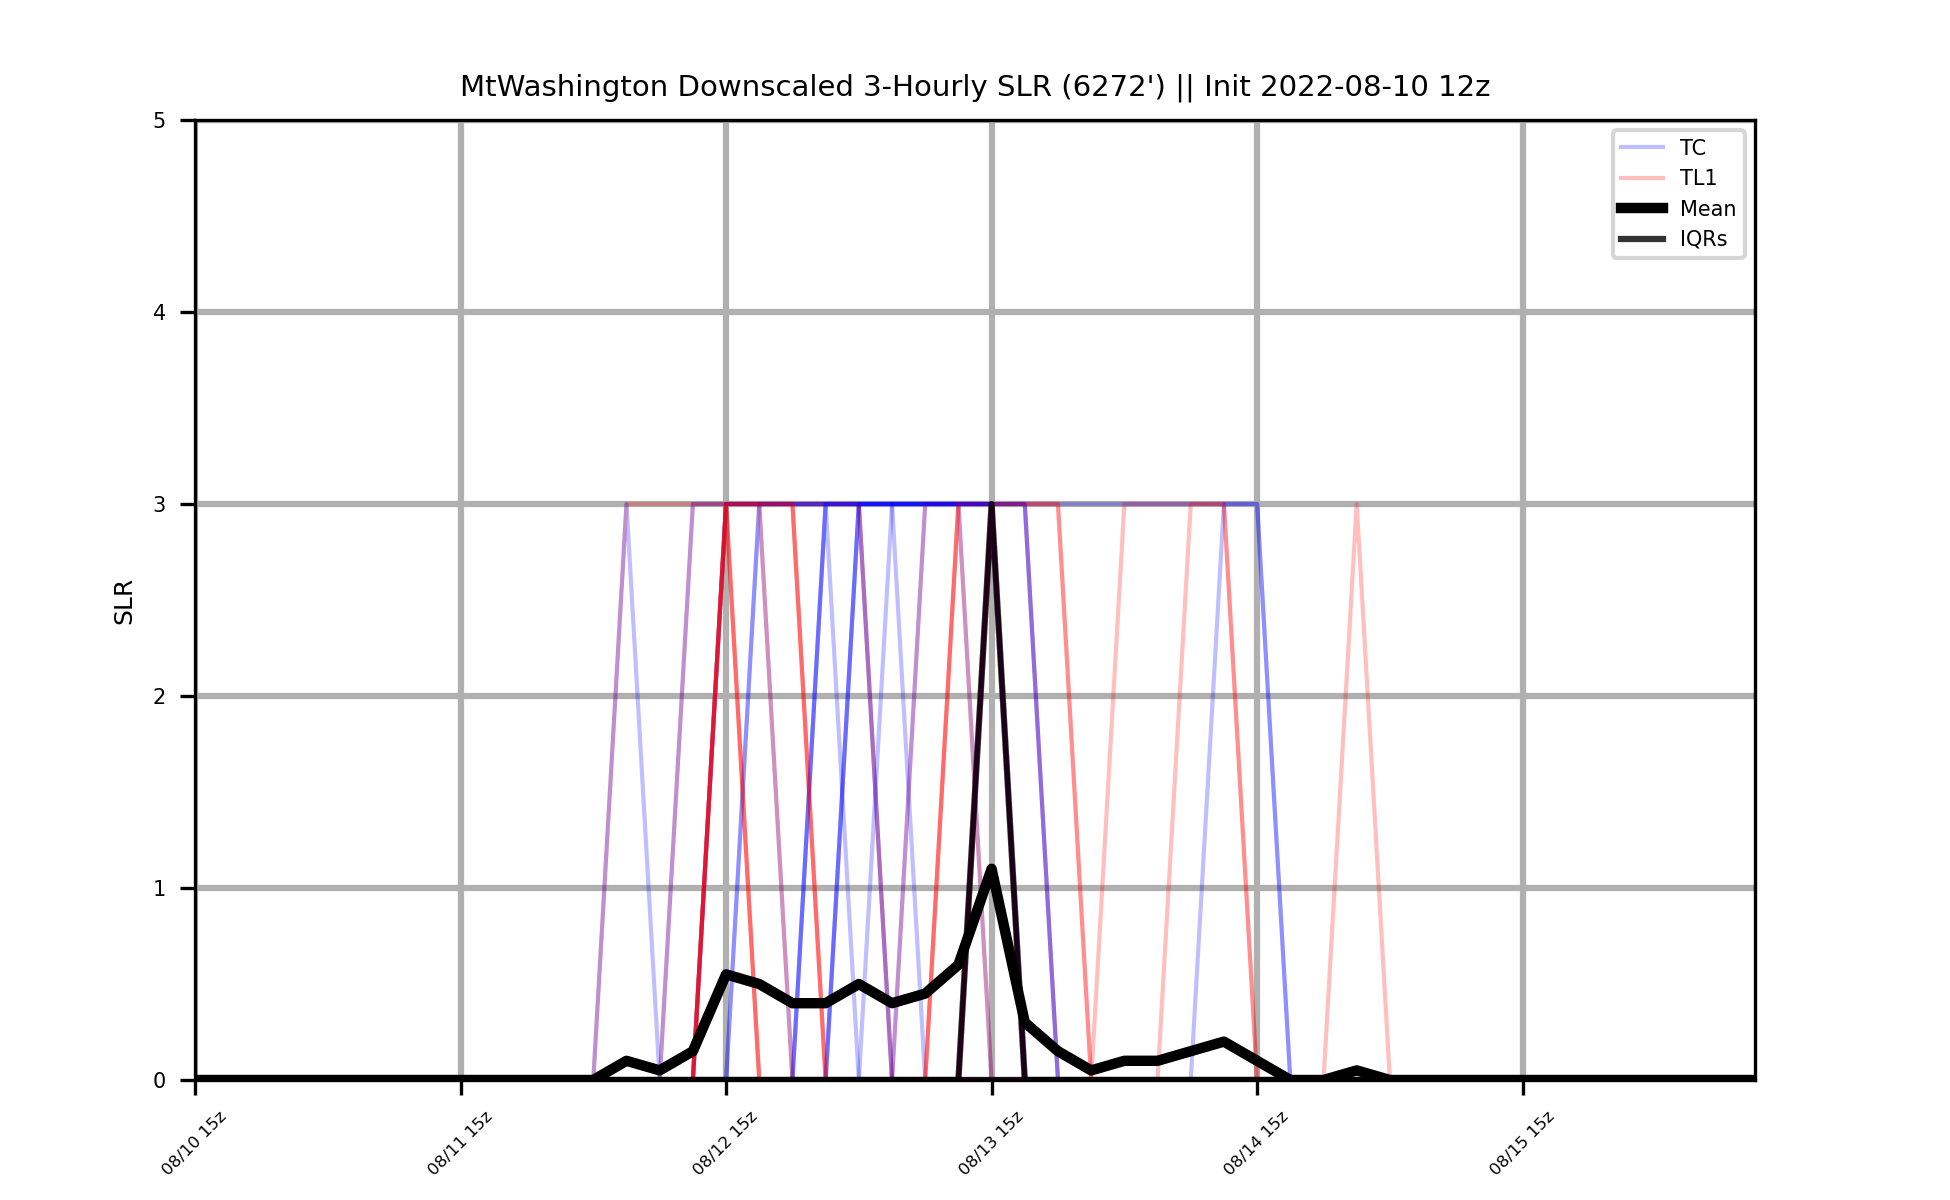 MtWashington Downscaled 3-Hourly SLR (6272') || Init 2022-08-10 12z
5
4
3
2
1
0
SLR
TC
TL1
Mean
IQRs
08/10 15z
08/11 15z
08/12 15z
08/13 15z
08/14 15z
08/15 15z